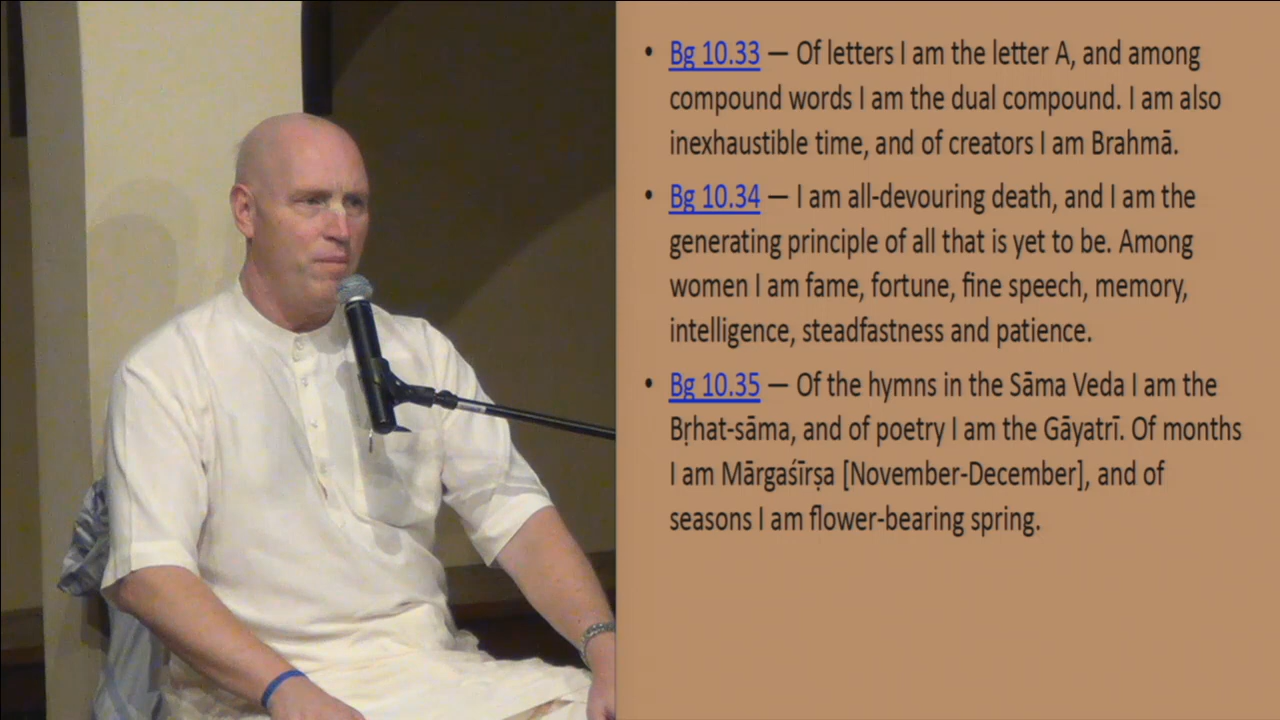 • Bg 10.33 — Of letters I am the letter A, and among
compound words I am the dual compound. I am also
inexhaustible time, and of creators I am Brahmā.
• Bg 10.34 — I am all-devouring death, and I am the
generating principle of all that is yet to be. Among
women I am fame, fortune, fine speech, memory,
intelligence, steadfastness and patience.
• Bg 10.35 — Of the hymns in the Sāma Veda I am the
Bṛhat-sāma, and of poetry I am the Gāyatrī. Of months
I am Mārgaśīrṣa [November-December], and of
seasons I am flower-bearing spring.